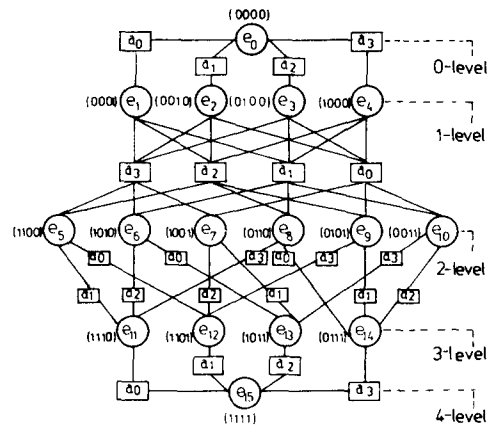 (0000)
a0 e0 a3
a1 a2
0-level
(0001) e1 (0010) e2 (0100) e3 (1000) e4
1-level
a3 a2 a1 a0
e5 e6 e7 e8 e9 e10
(1100) (1010) (1001) (0110) (0101) (0011)
a0 a0 a3 a0 a3 a3
2-level
a1 a2 a2 a1 a1 a2
e11 e12 e13 e14
(1110) (1101) (1011) (0111)
3-level
a1 a2
a0 e15 a3
(1111)
4-level